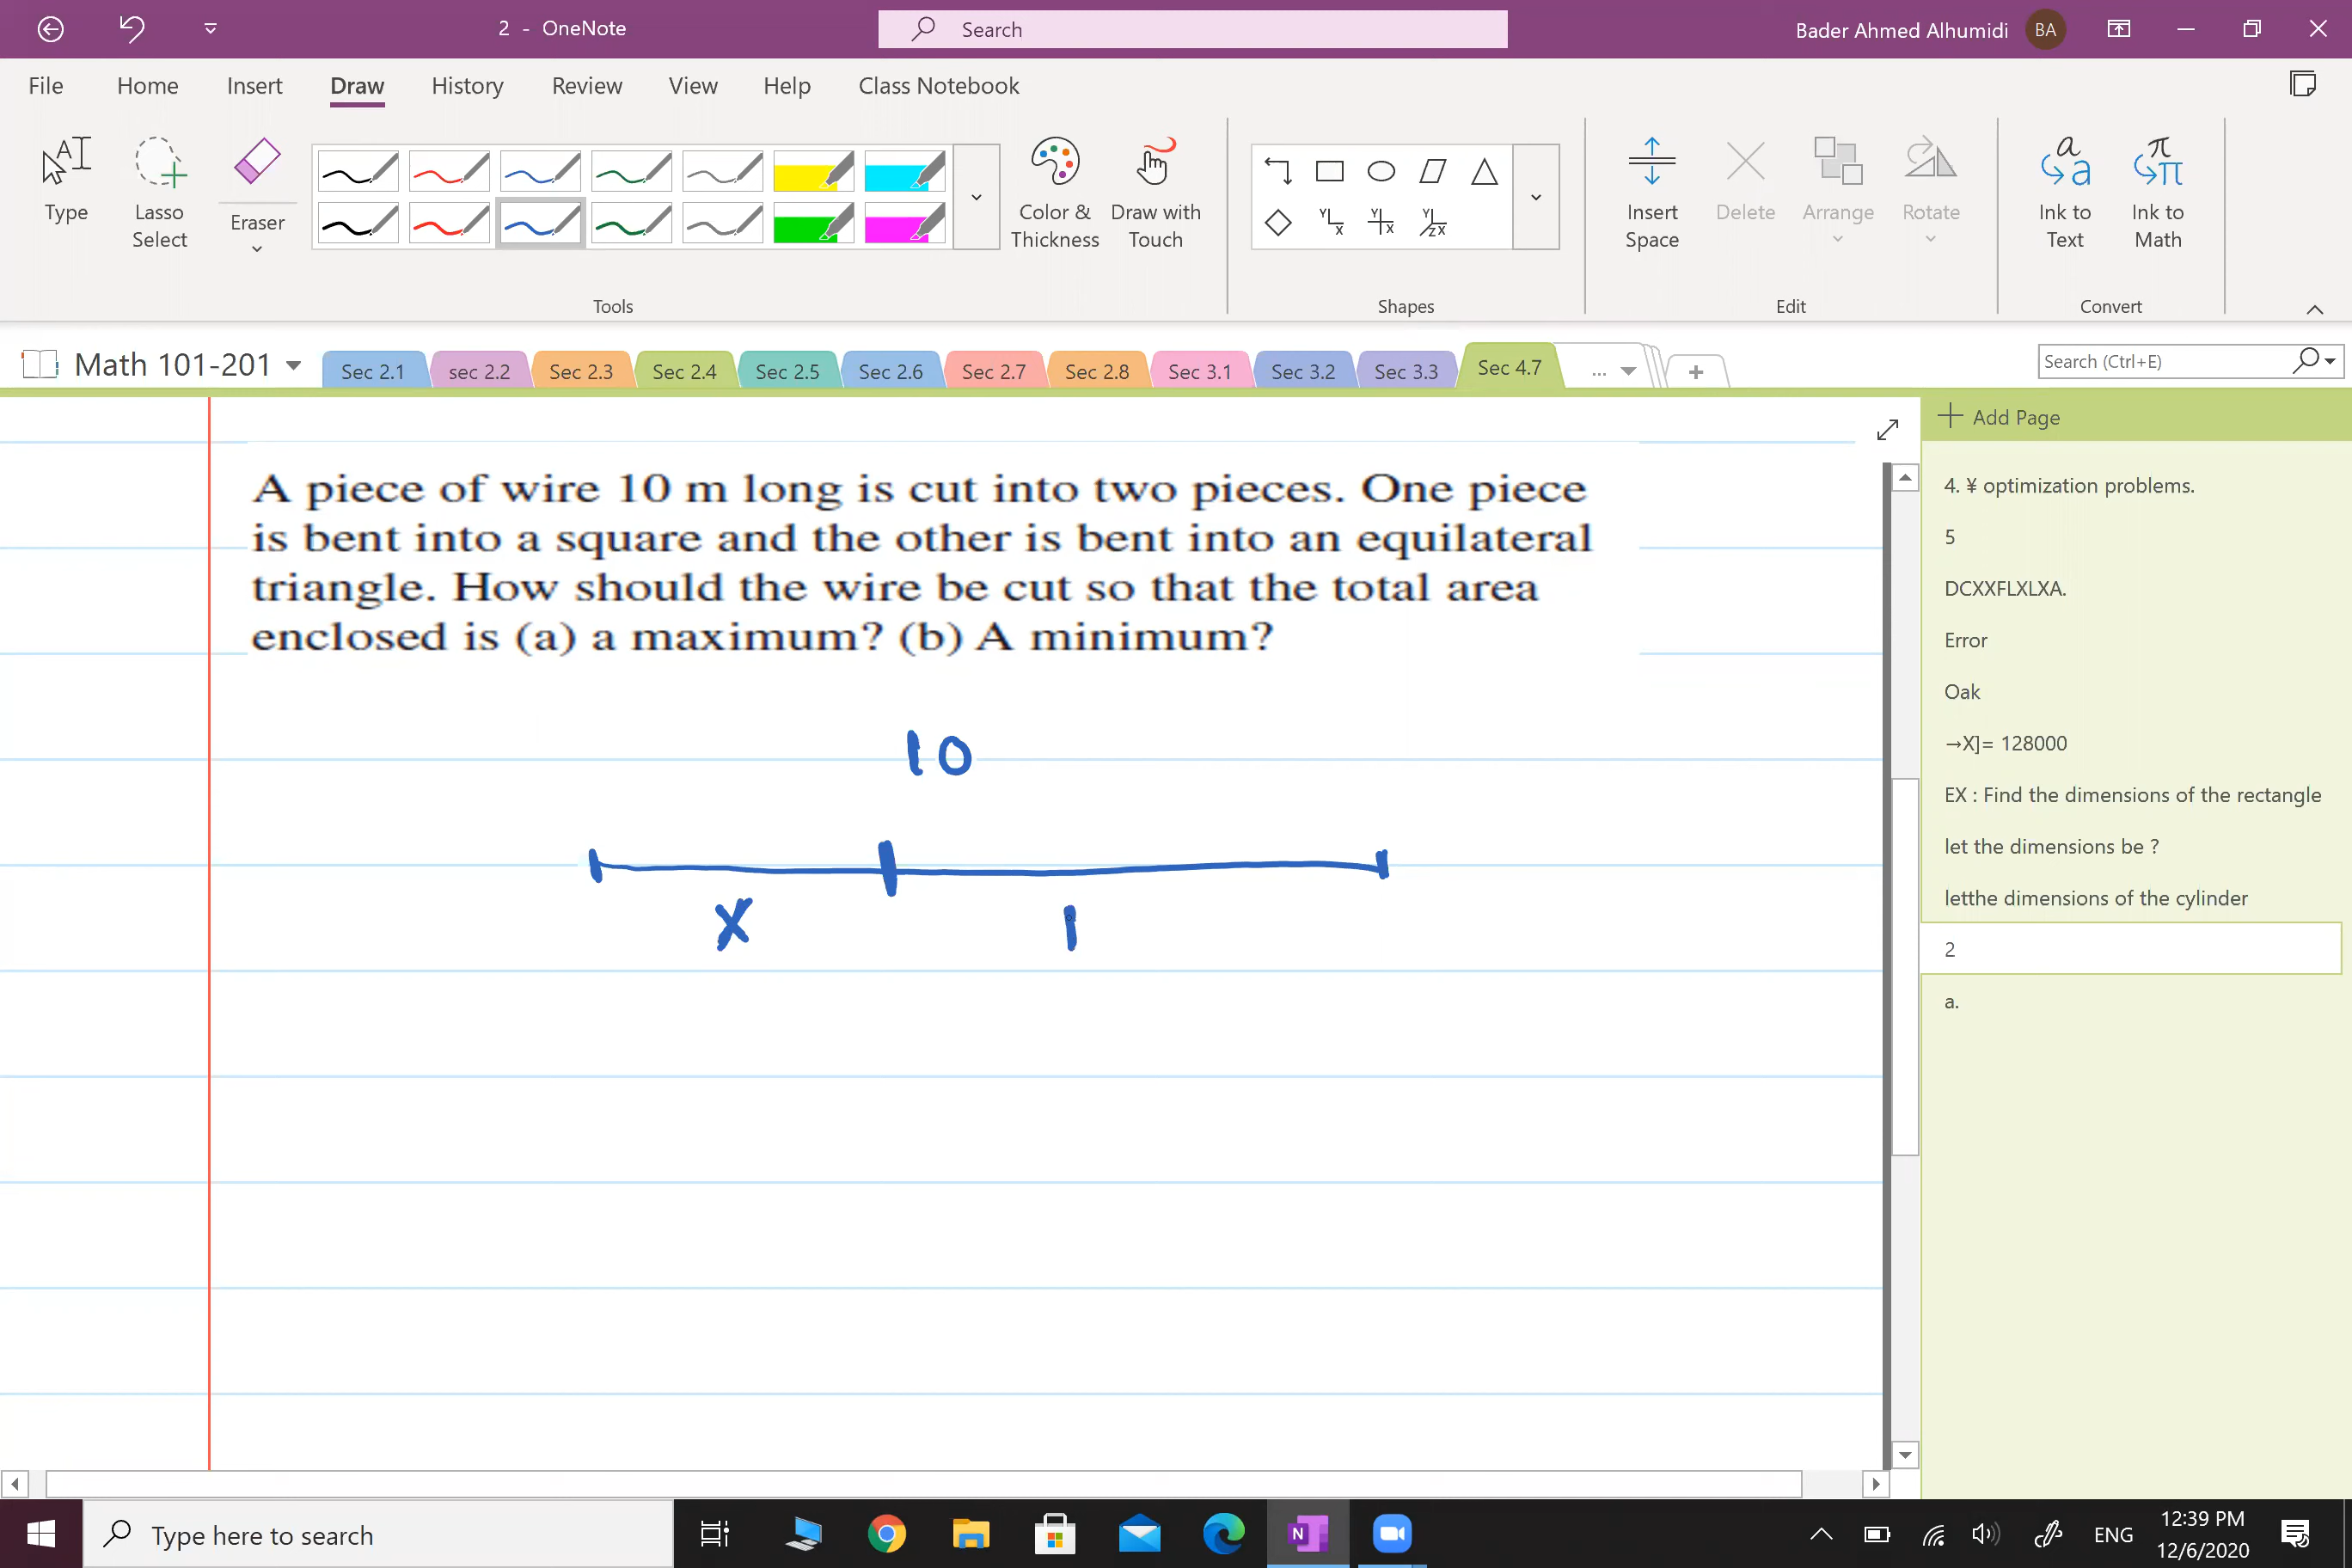 2 - OneNote
Search
Bader Ahmed Alhumidi
BA
File Home Insert Draw History Review View Help Class Notebook
Type
Lasso Select
Eraser
Color & Thickness
Draw with Touch
Insert Space
Delete
Arrange
Rotate
Ink to Text
Ink to Math
Tools
Shapes
Edit
Convert
Math 101-201
Sec 2.1
sec 2.2
Sec 2.3
Sec 2.4
Sec 2.5
Sec 2.6
Sec 2.7
Sec 2.8
Sec 3.1
Sec 3.2
Sec 3.3
Sec 4.7
...
Search (Ctrl+E)
A piece of wire 10 m long is cut into two pieces. One piece
is bent into a square and the other is bent into an equilateral
triangle. How should the wire be cut so that the total area
enclosed is (a) a maximum? (b) A minimum?
10
x
1
Add Page
4. ¥ optimization problems.
5
DCXXFLXLXA.
Error
Oak
→X]= 128000
EX : Find the dimensions of the rectangle
let the dimensions be ?
letthe dimensions of the cylinder
2
a.
Type here to search
ENG
12:39 PM
12/6/2020